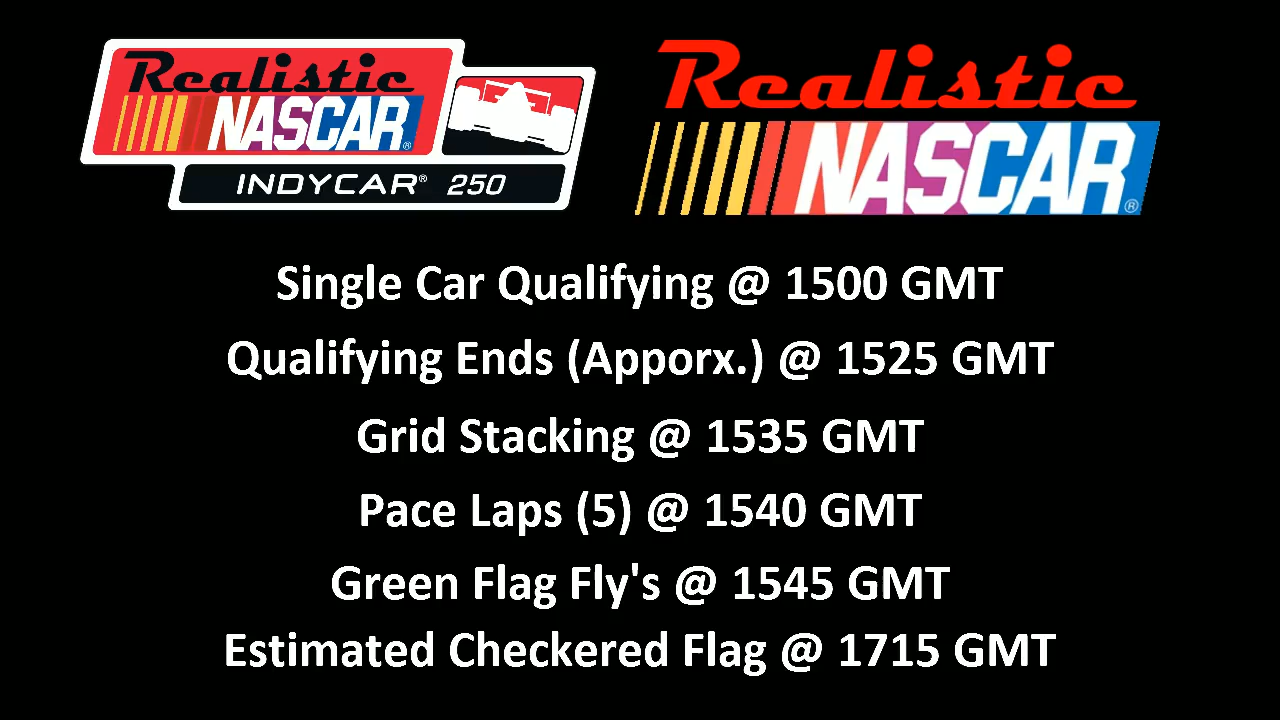 Realistic
NASCAR®
INDYCAR® 250
Realistic
NASCAR®
Single Car Qualifying @ 1500 GMT
Qualifying Ends (Apporx.) @ 1525 GMT
Grid Stacking @ 1535 GMT
Pace Laps (5) @ 1540 GMT
Green Flag Fly's @ 1545 GMT
Estimated Checkered Flag @ 1715 GMT